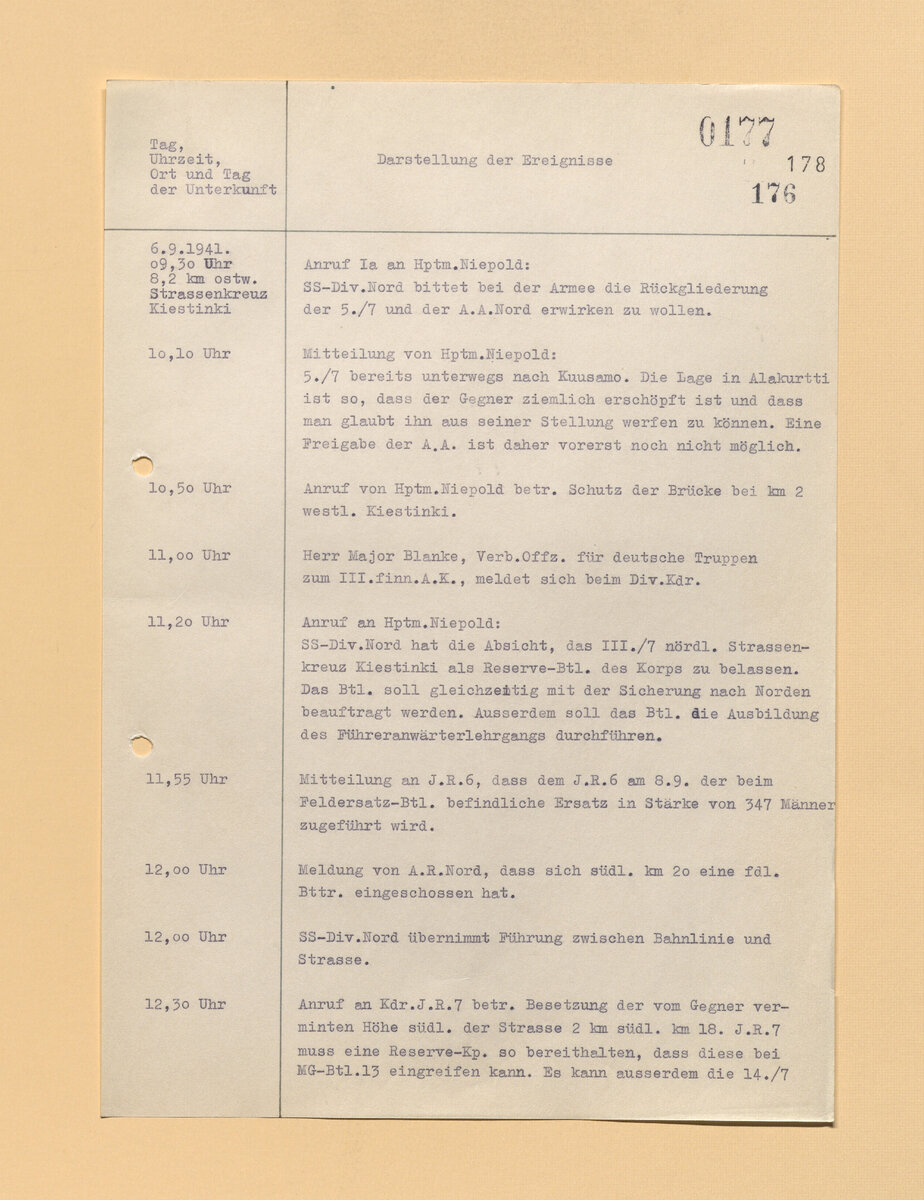 0177
178
176
Tag,
Uhrzeit,
Ort und Tag
der Unterkunft
Darstellung der Ereignisse
6.9.1941.
o9,3o Uhr
8,2 km ostw.
Strassenkreuz
Kiestinki
Anruf Ia an Hptm.Niepold:
SS-Div.Nord bittet bei der Armee die Rückgliederung
der 5./7 und der A.A.Nord erwirken zu wollen.
lo,lo Uhr
Mitteilung von Hptm.Niepold:
5./7 bereits unterwegs nach Kuusamo. Die Lage in Alakurtti
ist so, dass der Gegner ziemlich erschöpft ist und dass
man glaubt ihn aus seiner Stellung werfen zu können. Eine
Freigabe der A.A. ist daher vorerst noch nicht möglich.
lo,5o Uhr
Anruf von Hptm.Niepold betr. Schutz der Brücke bei km 2
westl. Kiestinki.
11,oo Uhr
Herr Major Blanke, Verb.Offz. für deutsche Truppen
zum III.finn.A.K., meldet sich beim Div.Kdr.
11,2o Uhr
Anruf an Hptm.Niepold:
SS-Div.Nord hat die Absicht, das III./7 nördl. Strassen-
kreuz Kiestinki als Reserve-Btl. des Korps zu belassen.
Das Btl. soll gleichzeitig mit der Sicherung nach Norden
beauftragt werden. Ausserdem soll das Btl. die Ausbildung
des Führeranwärterlehrgangs durchführen.
11,55 Uhr
Mitteilung an J.R.6, dass dem J.R.6 am 8.9. der beim
Feldersatz-Btl. befindliche Ersatz in Stärke von 347 Männer
zugeführt wird.
12,oo Uhr
Meldung von A.R.Nord, dass sich südl. km 2o eine fdl.
Bttr. eingeschossen hat.
12,oo Uhr
SS-Div.Nord übernimmt Führung zwischen Bahnlinie und
Strasse.
12,3o Uhr
Anruf an Kdr.J.R.7 betr. Besetzung der vom Gegner ver-
minten Höhe südl. der Strasse 2 km südl. km 18. J.R.7
muss eine Reserve-Kp. so bereithalten, dass diese bei
MG-Btl.13 eingreifen kann. Es kann ausserdem die 14./7